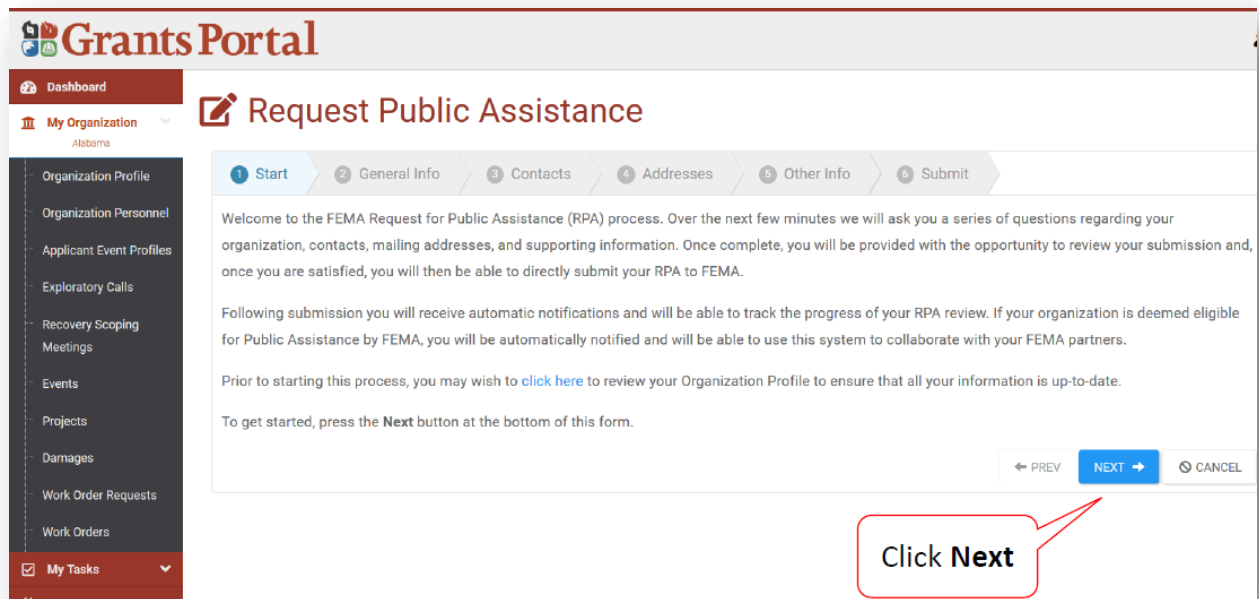 Grants Portal
Dashboard
My Organization
Alabama
Organization Profile
Organization Personnel
Applicant Event Profiles
Exploratory Calls
Recovery Scoping
Meetings
Events
Projects
Damages
Work Order Requests
Work Orders
My Tasks
Request Public Assistance
1 Start
2 General Info
3 Contacts
4 Addresses
5 Other Info
6 Submit
Welcome to the FEMA Request for Public Assistance (RPA) process. Over the next few minutes we will ask you a series of questions regarding your
organization, contacts, mailing addresses, and supporting information. Once complete, you will be provided with the opportunity to review your submission and,
once you are satisfied, you will then be able to directly submit your RPA to FEMA.
Following submission you will receive automatic notifications and will be able to track the progress of your RPA review. If your organization is deemed eligible
for Public Assistance by FEMA, you will be automatically notified and will be able to use this system to collaborate with your FEMA partners.
Prior to starting this process, you may wish to click here to review your Organization Profile to ensure that all your information is up-to-date.
To get started, press the Next button at the bottom of this form.
PREV
NEXT
CANCEL
Click Next